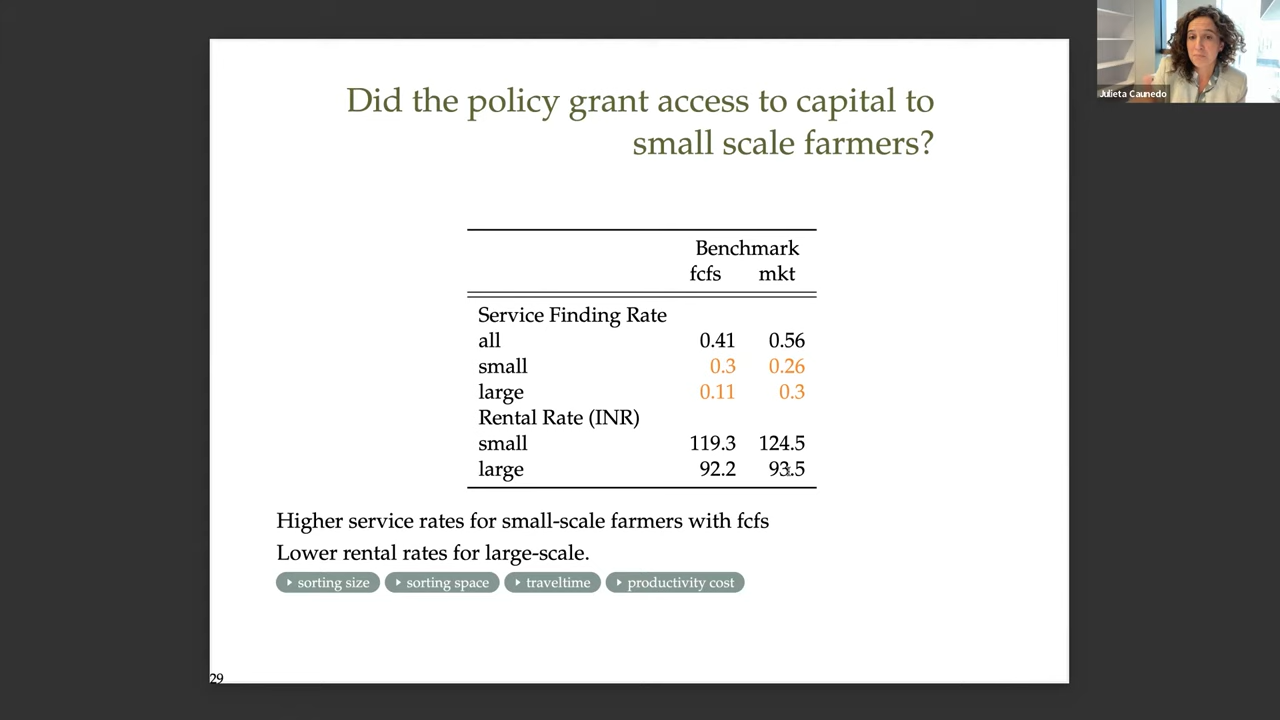 Julieta Caunedo
Did the policy grant access to capital to
small scale farmers?
Benchmark
fcfs mkt
Service Finding Rate
all 0.41 0.56
small 0.3 0.26
large 0.11 0.3
Rental Rate (INR)
small 119.3 124.5
large 92.2 93.5
Higher service rates for small-scale farmers with fcfs
Lower rental rates for large-scale.
sorting size sorting space traveltime productivity cost
29